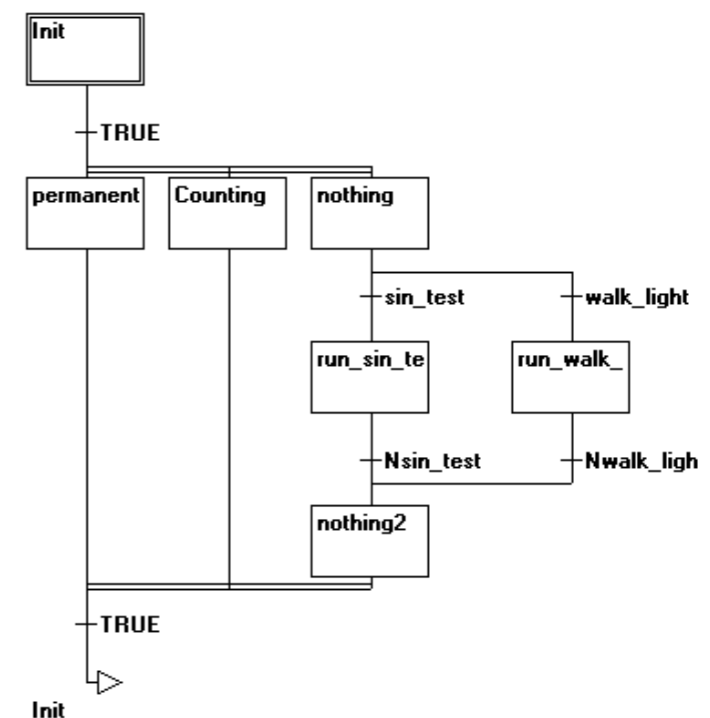 Init
TRUE
permanent
Counting
nothing
sin_test
walk_light
run_sin_te
run_walk_
Nsin_test
Nwalk_ligh
nothing2
TRUE
Init